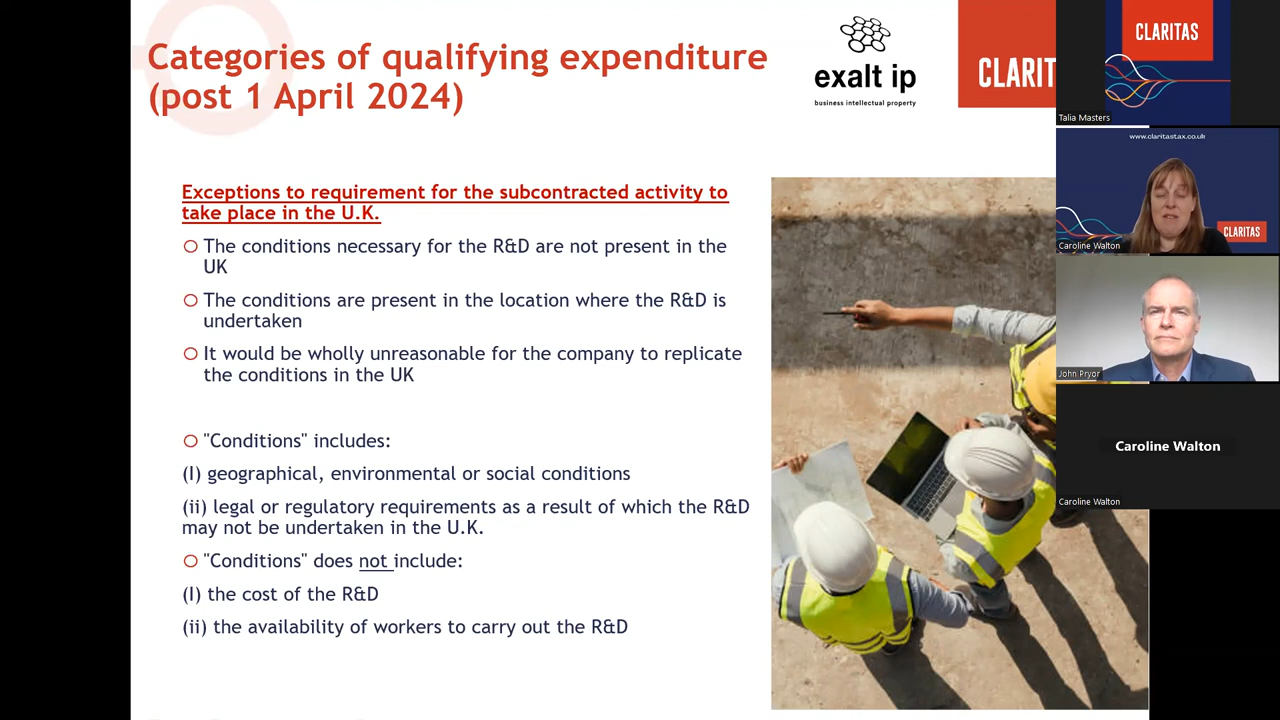 Categories of qualifying expenditure
(post 1 April 2024)
exalt ip
business intellectual property
CLARIT
Exceptions to requirement for the subcontracted activity to
take place in the U.K.
The conditions necessary for the R&D are not present in the
UK
The conditions are present in the location where the R&D is
undertaken
It would be wholly unreasonable for the company to replicate
the conditions in the UK
"Conditions" includes:
(I) geographical, environmental or social conditions
(ii) legal or regulatory requirements as a result of which the R&D
may not be undertaken in the U.K.
"Conditions" does not include:
(I) the cost of the R&D
(ii) the availability of workers to carry out the R&D
CLARITAS
Talia Masters
www.claritastax.co.uk
CLARITAS
Caroline Walton
John Pryor
Caroline Walton
Caroline Walton